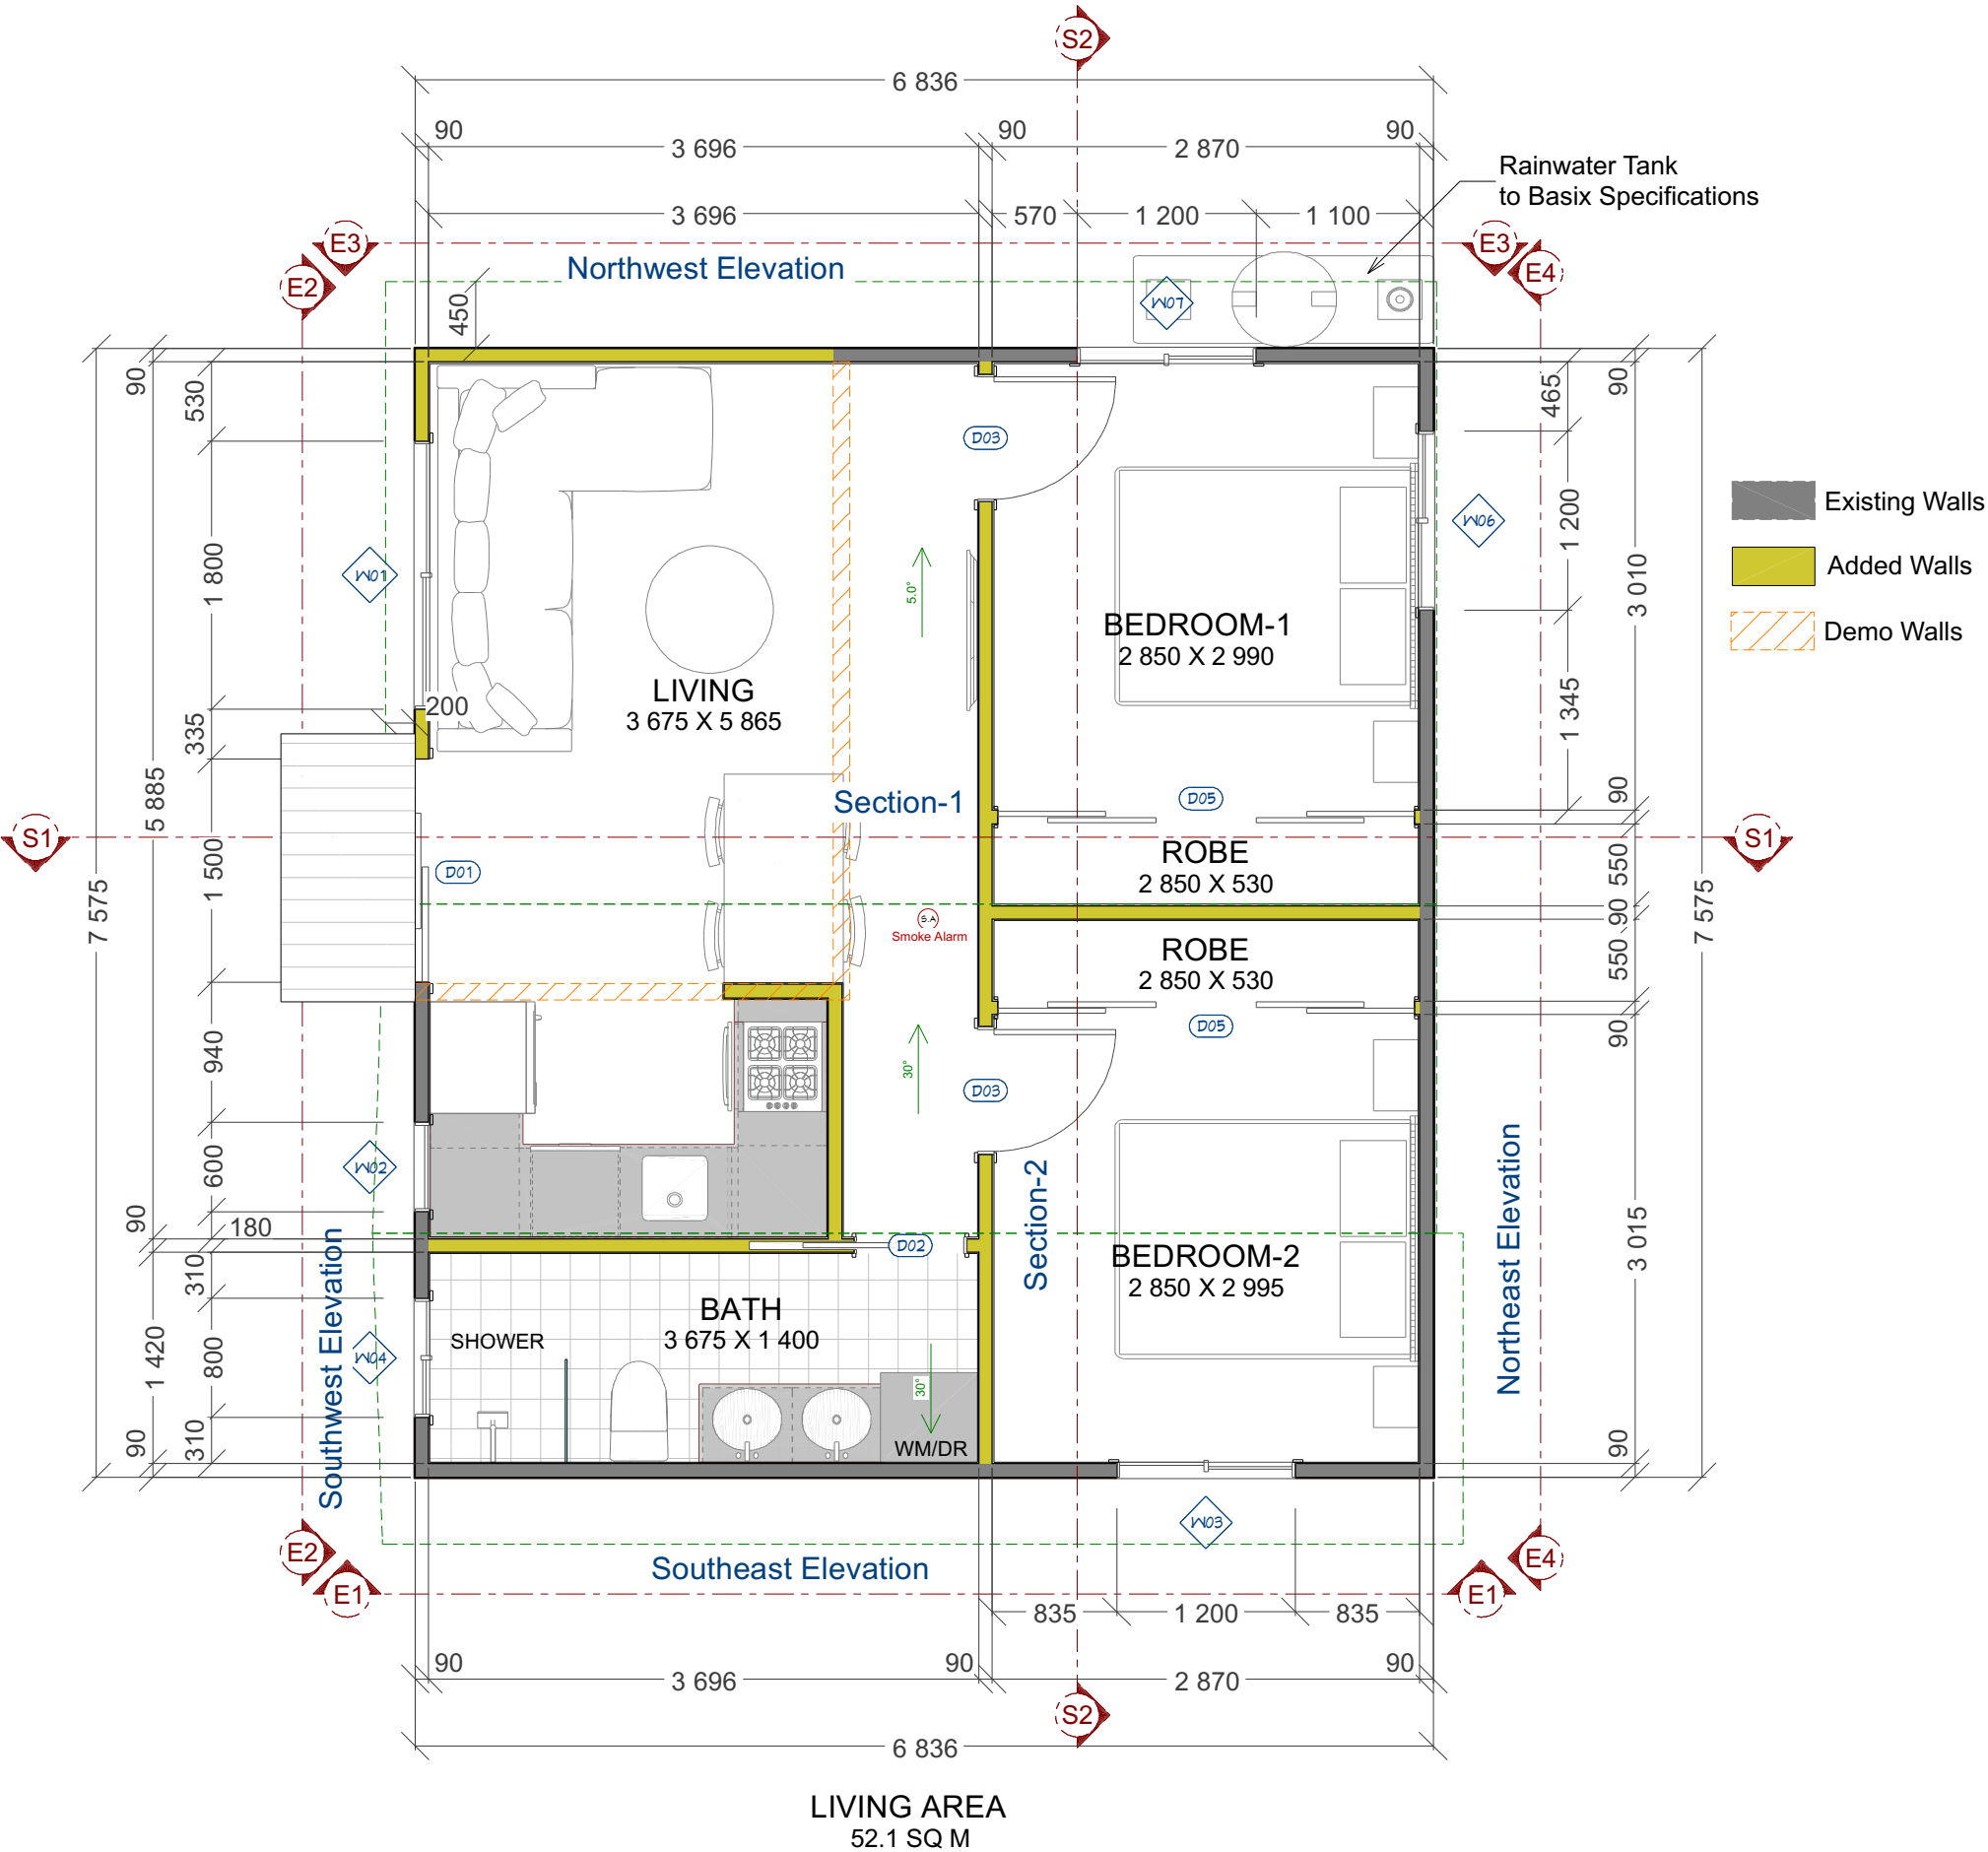 S2
6 836
90
90
90
3 696
2 870
Rainwater Tank
to Basix Specifications
3 696
570
1 200
1 100
E3
E3
E2
E4
Northwest Elevation
W07
450
90
530
465
90
D03
Existing Walls
W06
1 200
1 800
W01
3 010
Added Walls
5.0°
BEDROOM-1
2 850 X 2 990
Demo Walls
LIVING
3 675 X 5 865
200
335
1 345
5 885
Section-1
D05
90
S1
S1
ROBE
2 850 X 530
550
D01
1 500
7 575
7 575
S.A
Smoke Alarm
90
ROBE
2 850 X 530
550
D05
90
940
30°
D03
W02
600
Section-2
Northeast Elevation
90
180
D02
3 015
BEDROOM-2
2 850 X 2 995
310
BATH
3 675 X 1 400
SHOWER
Southwest Elevation
W04
1 420
800
30°
310
90
WM/DR
90
W03
E2
E4
Southeast Elevation
E1
E1
835
1 200
835
90
90
90
3 696
2 870
S2
6 836
LIVING AREA
52.1 SQ M